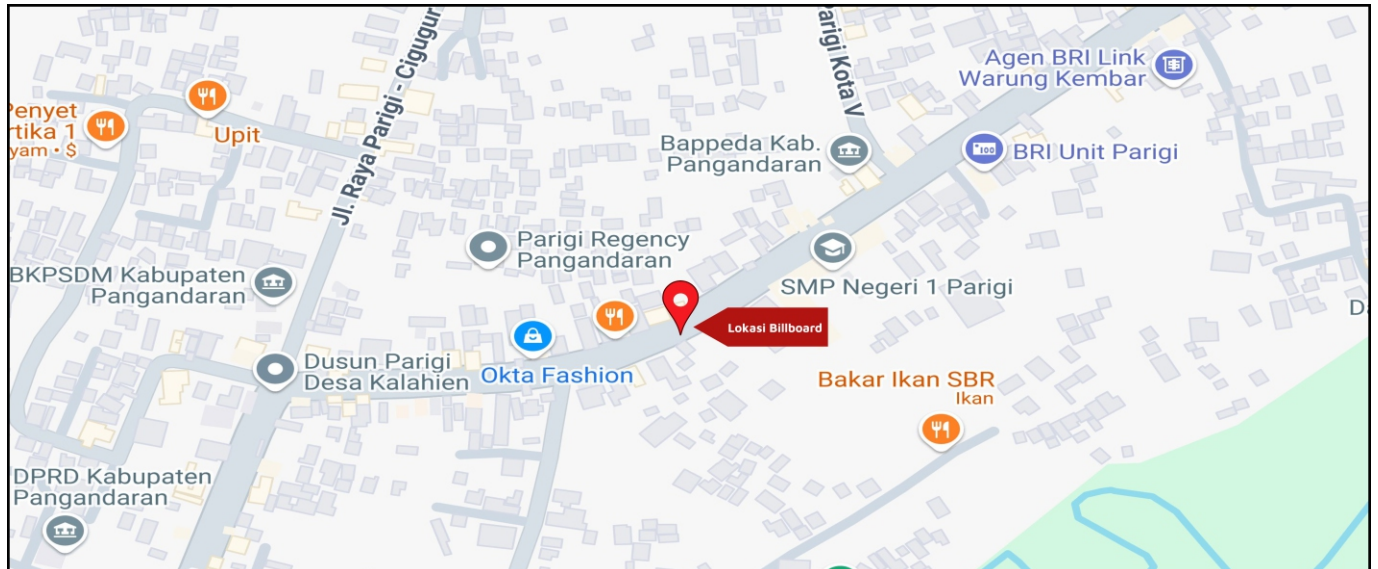 Jl. Raya Parigi - Cigugur
Parigi Kota V
Agen BRI Link
Warung Kembar
Penyet
rtika 1
yam • $
Upit
Bappeda Kab.
Pangandaran
100
BRI Unit Parigi
Parigi Regency
Pangandaran
BKPSDM Kabupaten
Pangandaran
SMP Negeri 1 Parigi
Lokasi Billboard
Dusun Parigi
Desa Kalahien
Okta Fashion
Bakar Ikan SBR
Ikan
DPRD Kabupaten
Pangandaran